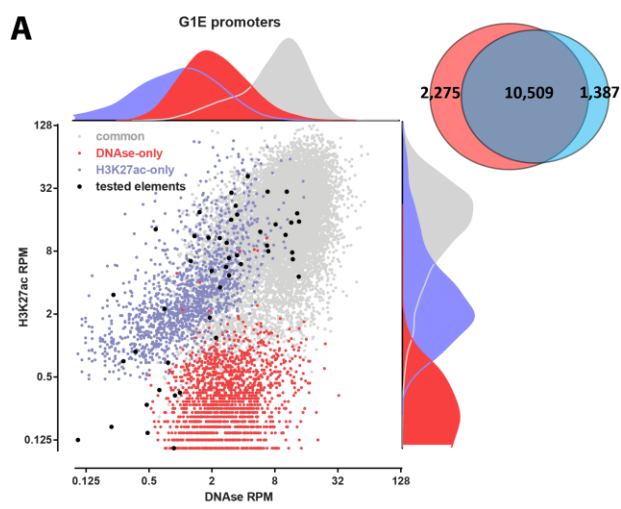 A
G1E promoters
2,275
10,509
1,387
128
32
8
2
0.5
0.125
H3K27ac RPM
common
DNAse-only
H3K27ac-only
tested elements
0.125
0.5
2
8
32
128
DNAse RPM